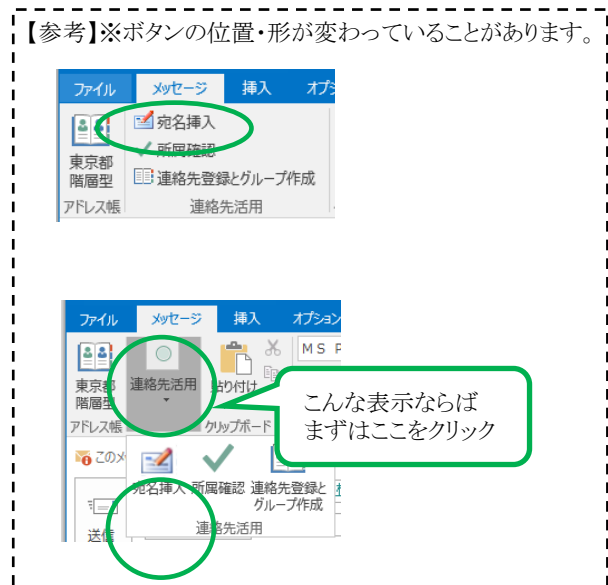 【参考】※ボタンの位置・形が変わっていることがあります。
ファイル メッセージ 挿入 オプ
宛名挿入
所属確認
連絡先登録とグループ作成
東京都
階層型
アドレス帳 連絡先活用
ファイル メッセージ 挿入 オプション
東京都
階層型
アドレス帳
連絡先活用
貼り付け
クリップボード
MS P
こんな表示ならば
まずはここをクリック
このメ
宛名挿入 所属確認 連絡先登録と
グループ作成
連絡先活用
送信